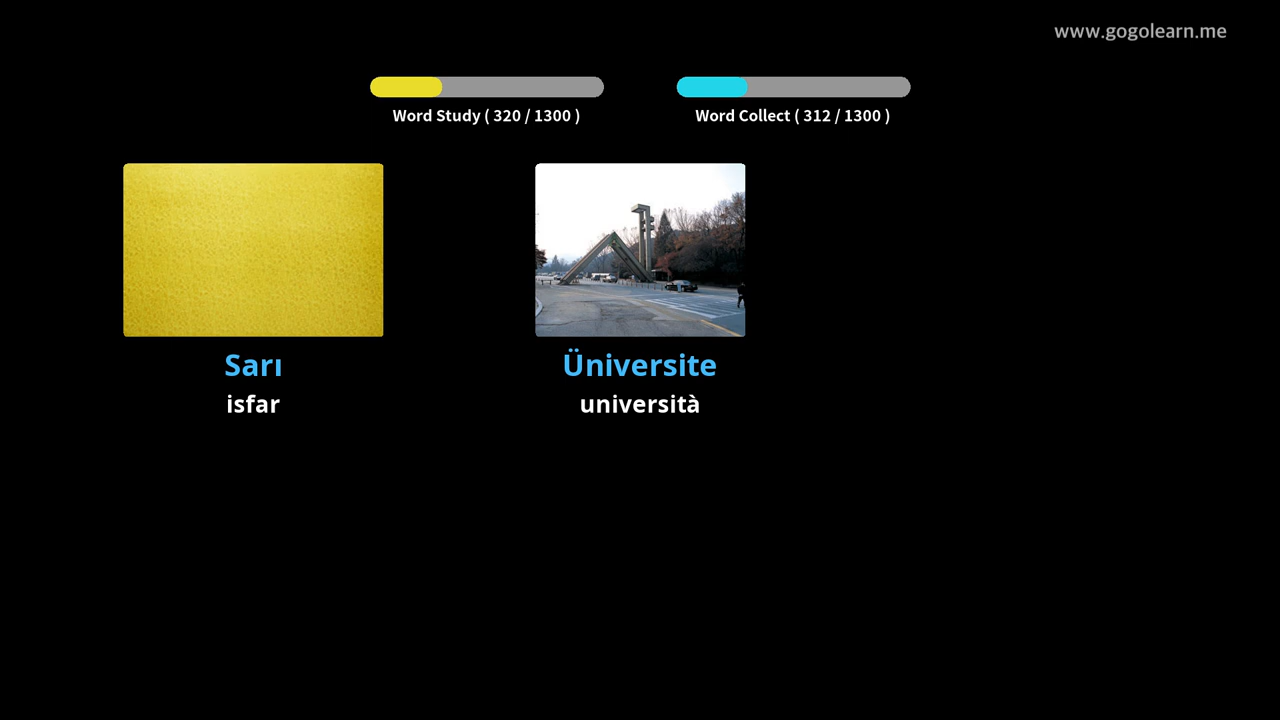 www.gogolearn.me
Word Study ( 320 / 1300 )
Word Collect ( 312 / 1300 )
Sarı
isfar
Üniversite
università